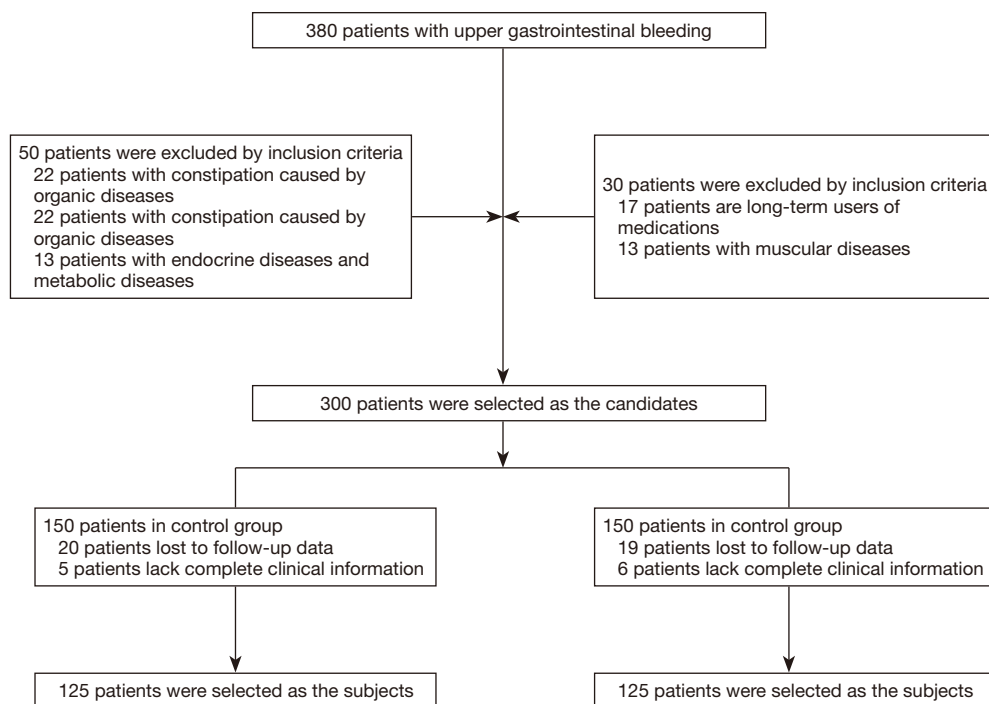 380 patients with upper gastrointestinal bleeding
50 patients were excluded by inclusion criteria
22 patients with constipation caused by
organic diseases
22 patients with constipation caused by
organic diseases
13 patients with endocrine diseases and
metabolic diseases
30 patients were excluded by inclusion criteria
17 patients are long-term users of
medications
13 patients with muscular diseases
300 patients were selected as the candidates
150 patients in control group
20 patients lost to follow-up data
5 patients lack complete clinical information
150 patients in control group
19 patients lost to follow-up data
6 patients lack complete clinical information
125 patients were selected as the subjects
125 patients were selected as the subjects